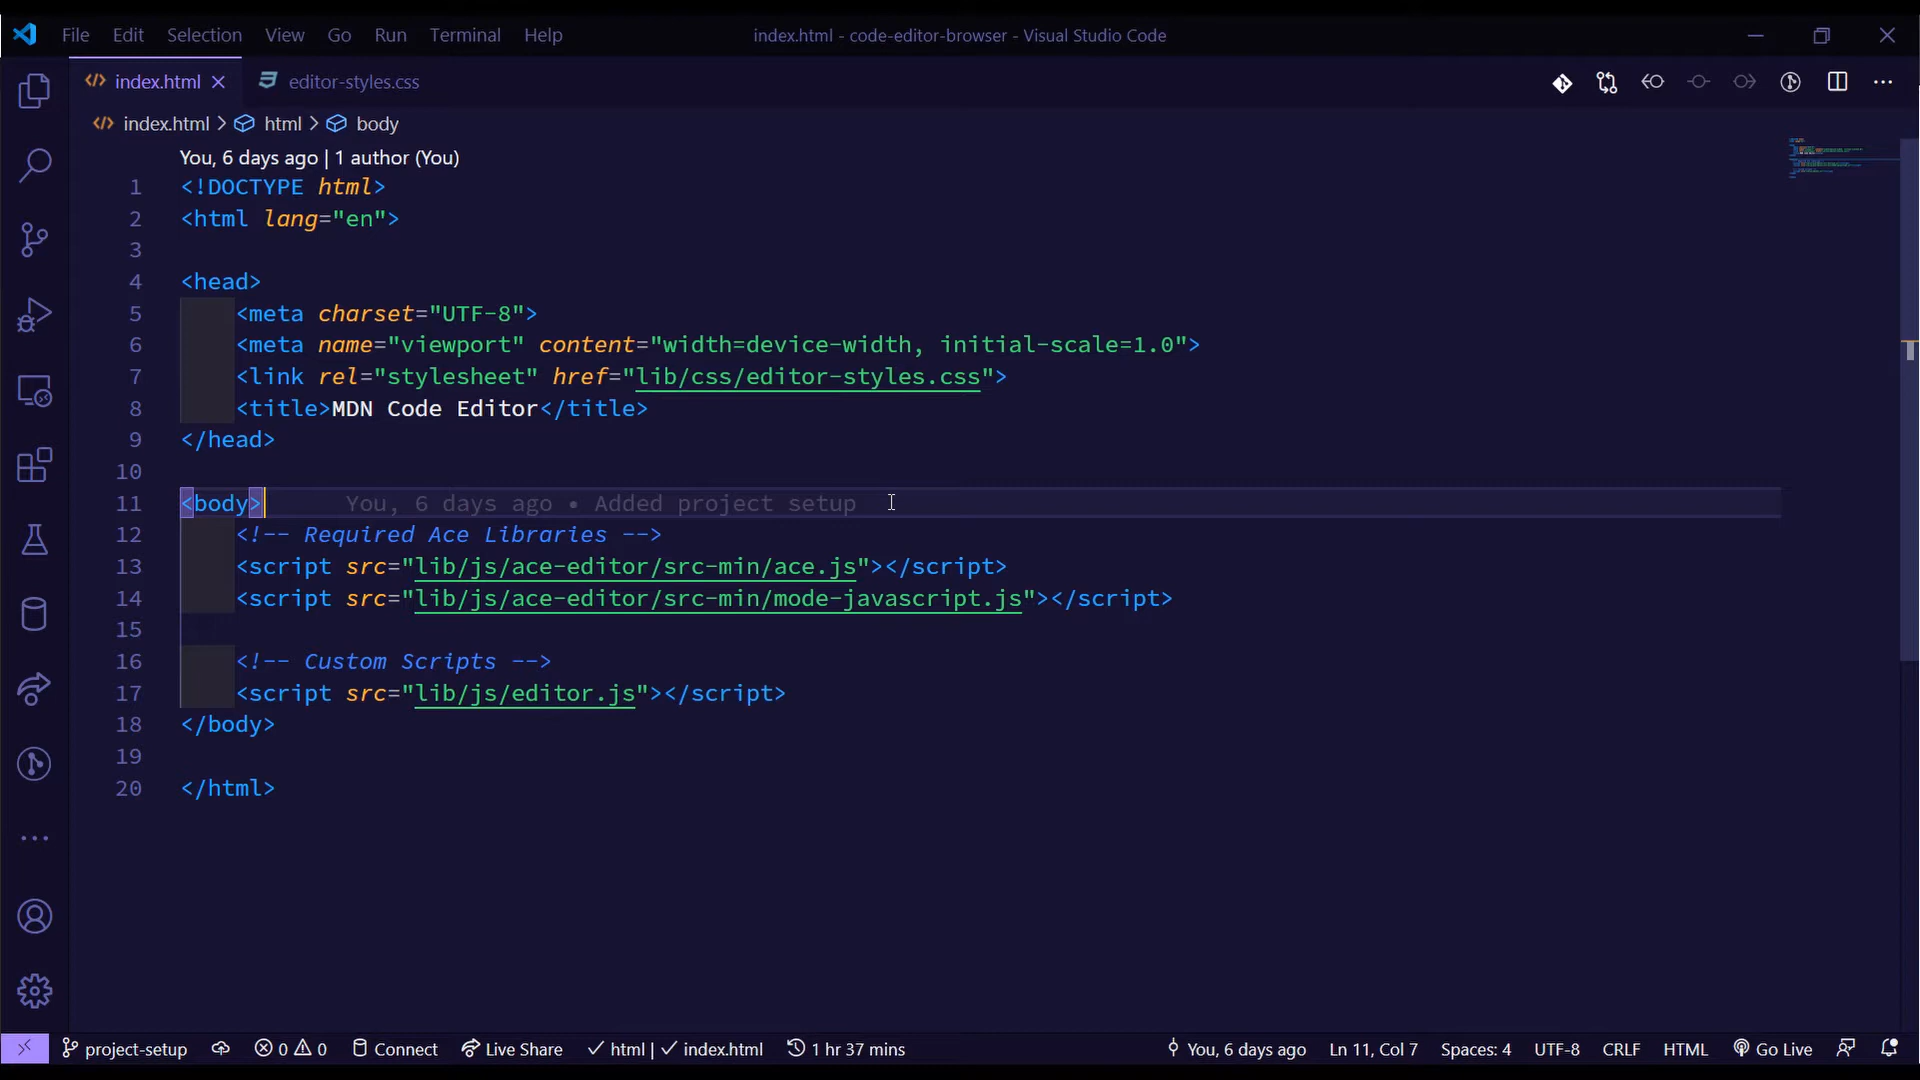 File Edit Selection View Go Run Terminal Help index.html - code-editor-browser - Visual Studio Code
index.html editor-styles.css
index.html > html > body
You, 6 days ago | 1 author (You)
1 <!DOCTYPE html>
2 <html lang="en">
3
4 <head>
5 <meta charset="UTF-8">
6 <meta name="viewport" content="width=device-width, initial-scale=1.0">
7 <link rel="stylesheet" href="lib/css/editor-styles.css">
8 <title>MDN Code Editor</title>
9 </head>
10
11 <body> You, 6 days ago • Added project setup
12 <!-- Required Ace Libraries -->
13 <script src="lib/js/ace-editor/src-min/ace.js"></script>
14 <script src="lib/js/ace-editor/src-min/mode-javascript.js"></script>
15
16 <!-- Custom Scripts -->
17 <script src="lib/js/editor.js"></script>
18 </body>
19
20 </html>
project-setup 0 0 Connect Live Share html | index.html 1 hr 37 mins You, 6 days ago Ln 11, Col 7 Spaces: 4 UTF-8 CRLF HTML Go Live